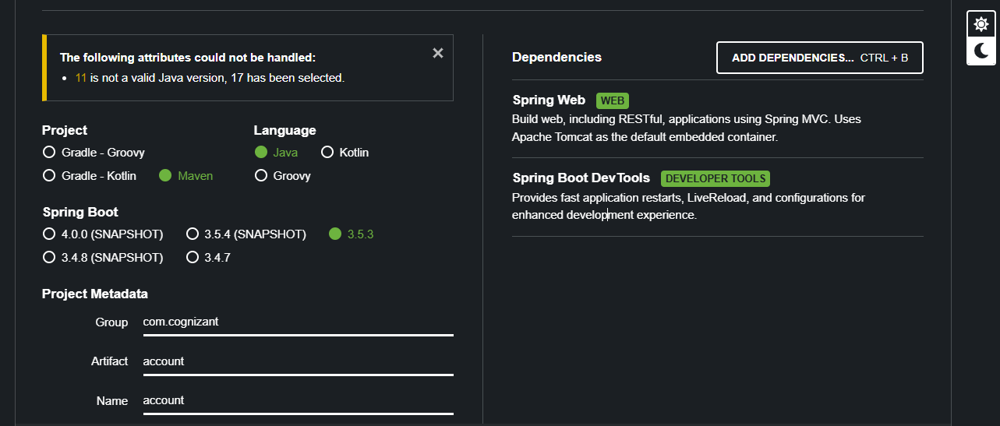 The following attributes could not be handled:
11 is not a valid Java version, 17 has been selected.
Project
Gradle - Groovy
Gradle - Kotlin Maven
Language
Java Kotlin
Groovy
Spring Boot
4.0.0 (SNAPSHOT) 3.5.4 (SNAPSHOT) 3.5.3
3.4.8 (SNAPSHOT) 3.4.7
Project Metadata
Group com.cognizant
Artifact account
Name account
Dependencies ADD DEPENDENCIES... CTRL + B
Spring Web WEB
Build web, including RESTful, applications using Spring MVC. Uses
Apache Tomcat as the default embedded container.
Spring Boot DevTools DEVELOPER TOOLS
Provides fast application restarts, LiveReload, and configurations for
enhanced development experience.